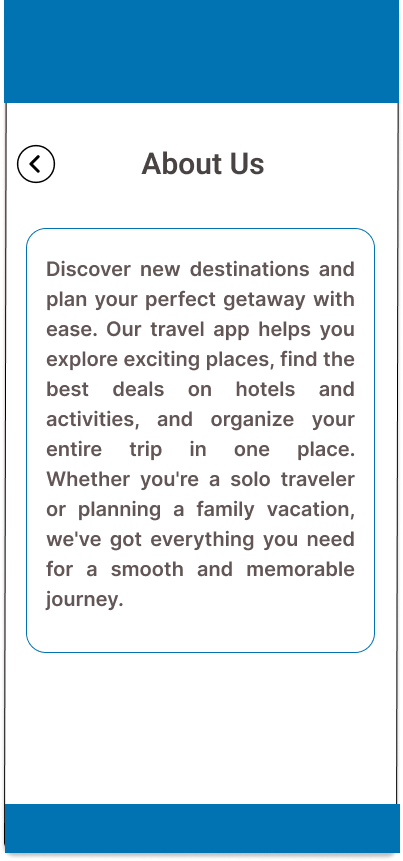 About Us
Discover new destinations and
plan your perfect getaway with
ease. Our travel app helps you
explore exciting places, find the
best deals on hotels and
activities, and organize your
entire trip in one place.
Whether you're a solo traveler
or planning a family vacation,
we've got everything you need
for a smooth and memorable
journey.